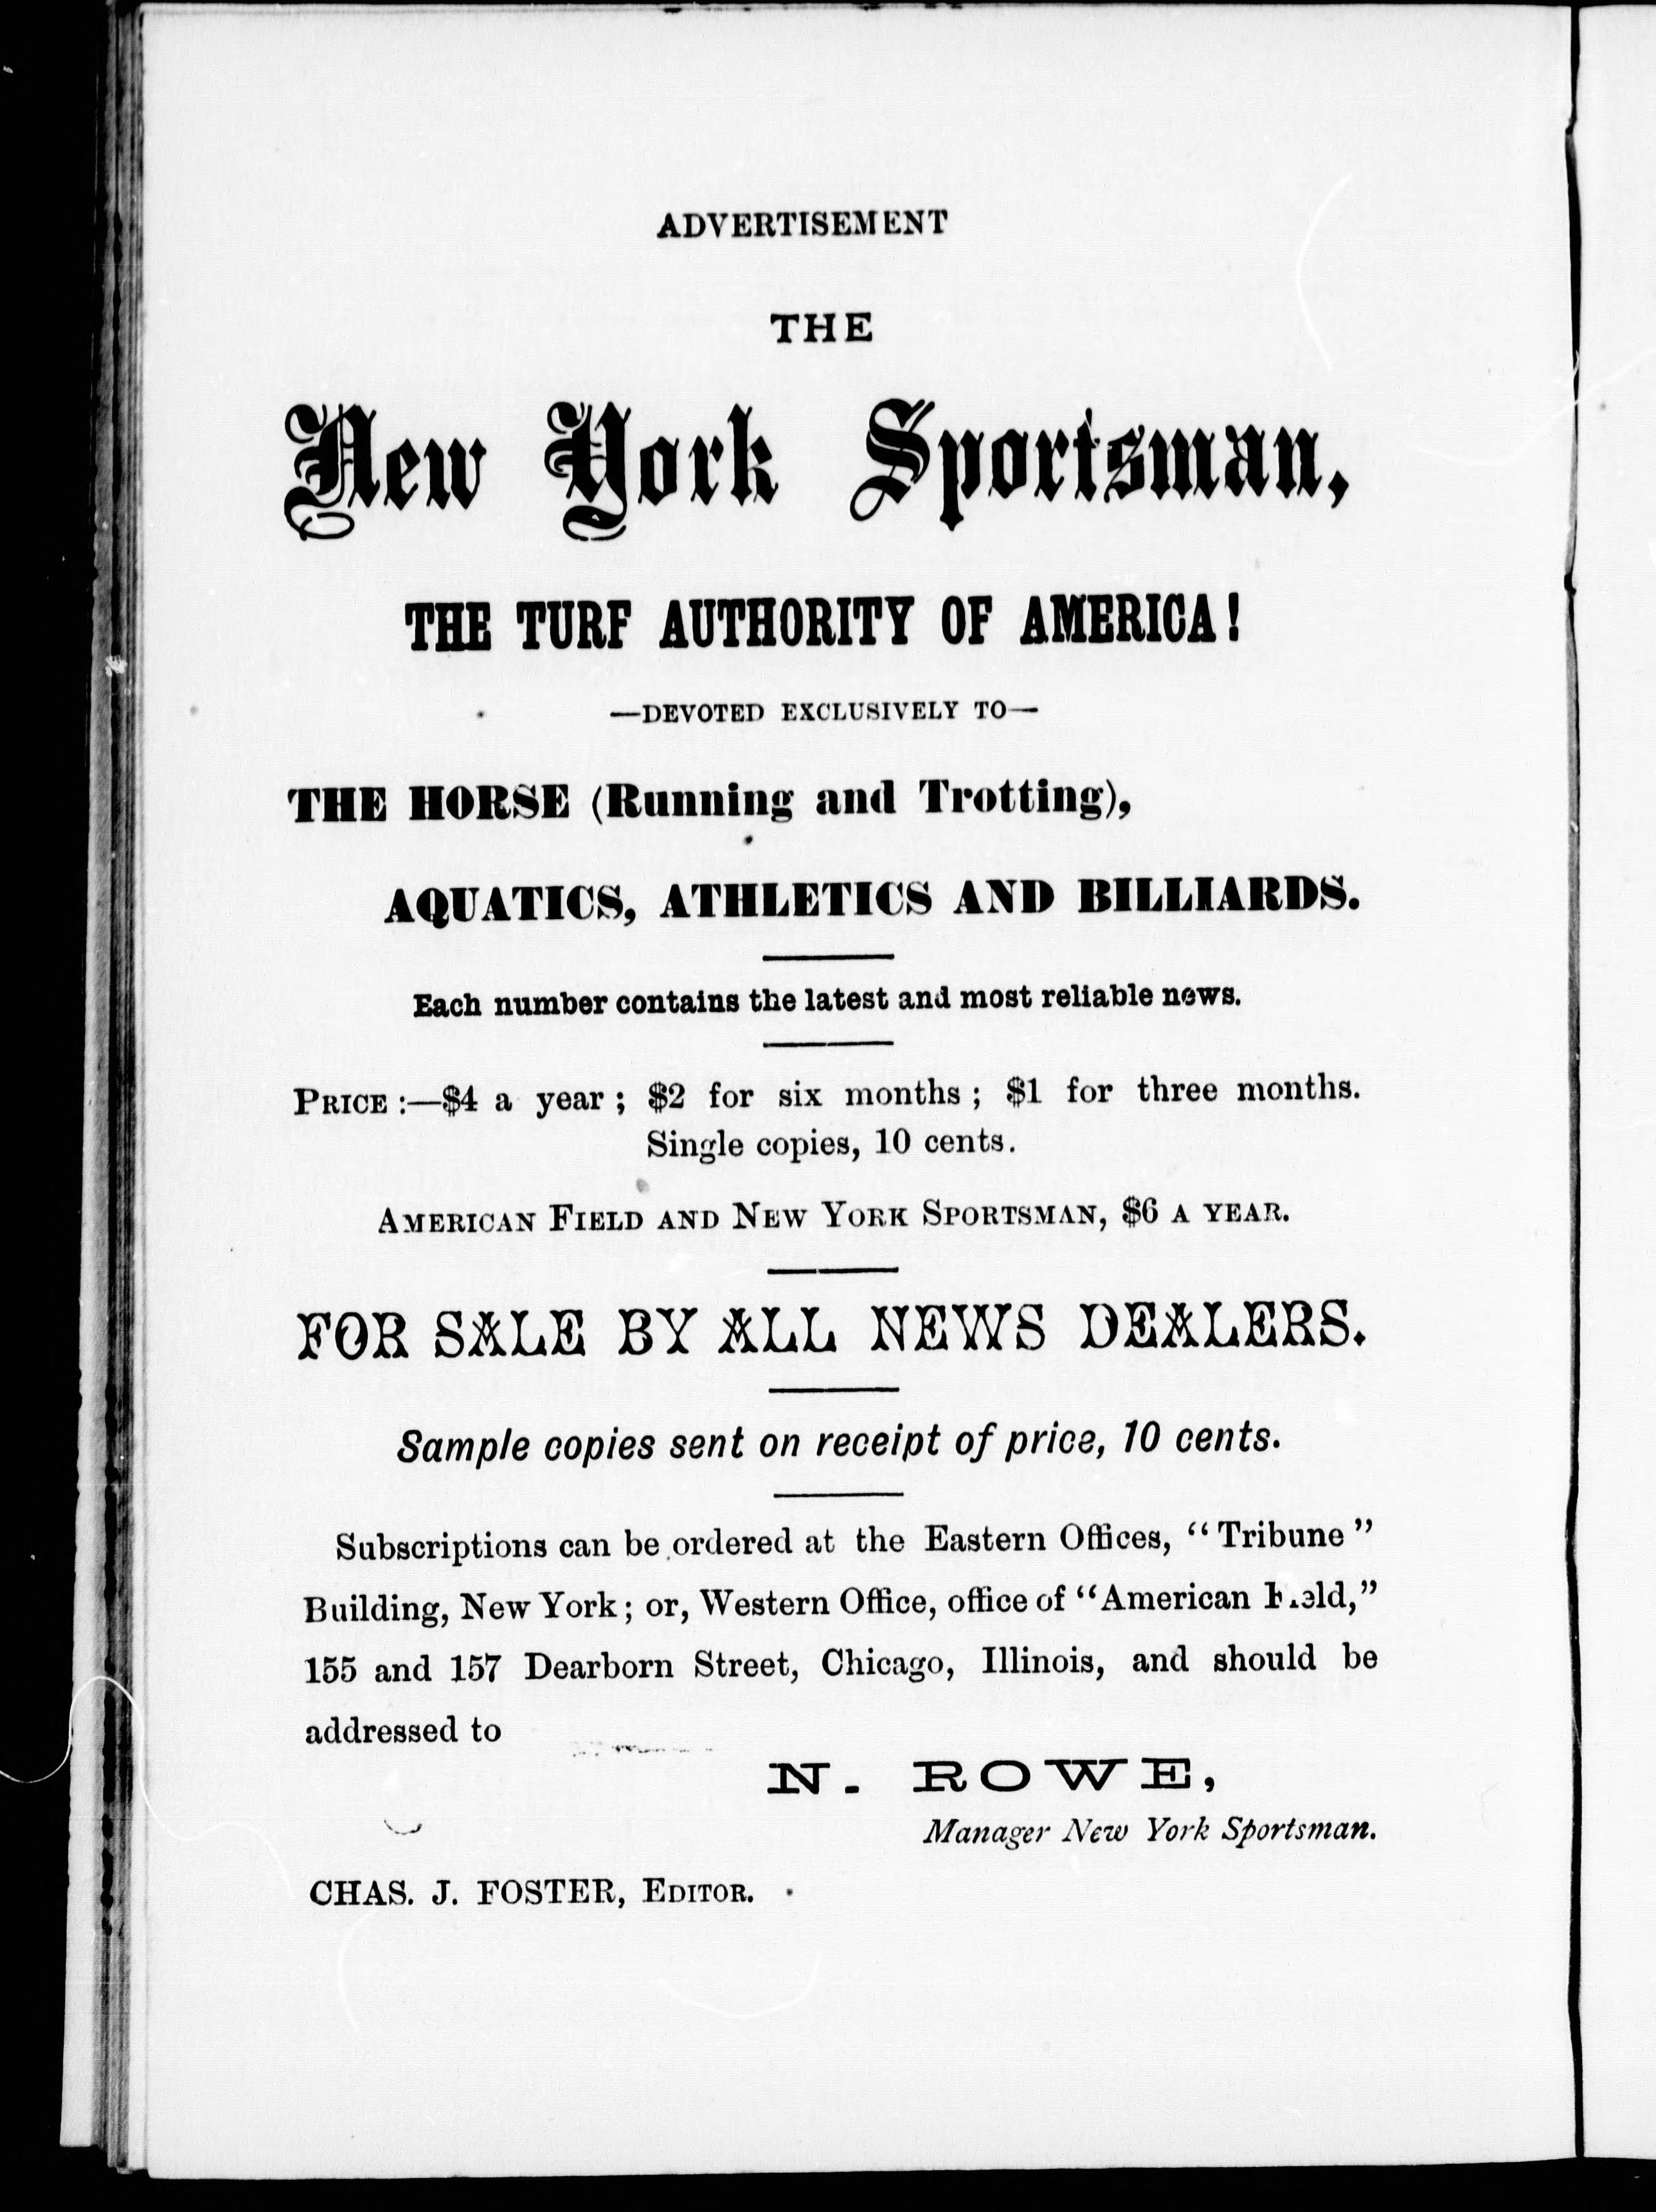 ADVERTISEMENT
THE
New York Sportsman,
THE TURF AUTHORITY OF AMERICA!
—DEVOTED EXCLUSIVELY TO—
THE HORSE (Running and Trotting),
AQUATICS, ATHLETICS AND BILLIARDS.
Each number contains the latest and most reliable news.
PRICE :—$4 a year ; $2 for six months ; $1 for three months.
Single copies, 10 cents.
AMERICAN FIELD AND NEW YORK SPORTSMAN, $6 A YEAR.
FOR SALE BY ALL NEWS DEALERS.
Sample copies sent on receipt of price, 10 cents.
Subscriptions can be ordered at the Eastern Offices, “Tribune”
Building, New York; or, Western Office, office of “American Field,”
155 and 157 Dearborn Street, Chicago, Illinois, and should be
addressed to
N. ROWE,
Manager New York Sportsman.
CHAS. J. FOSTER, EDITOR.